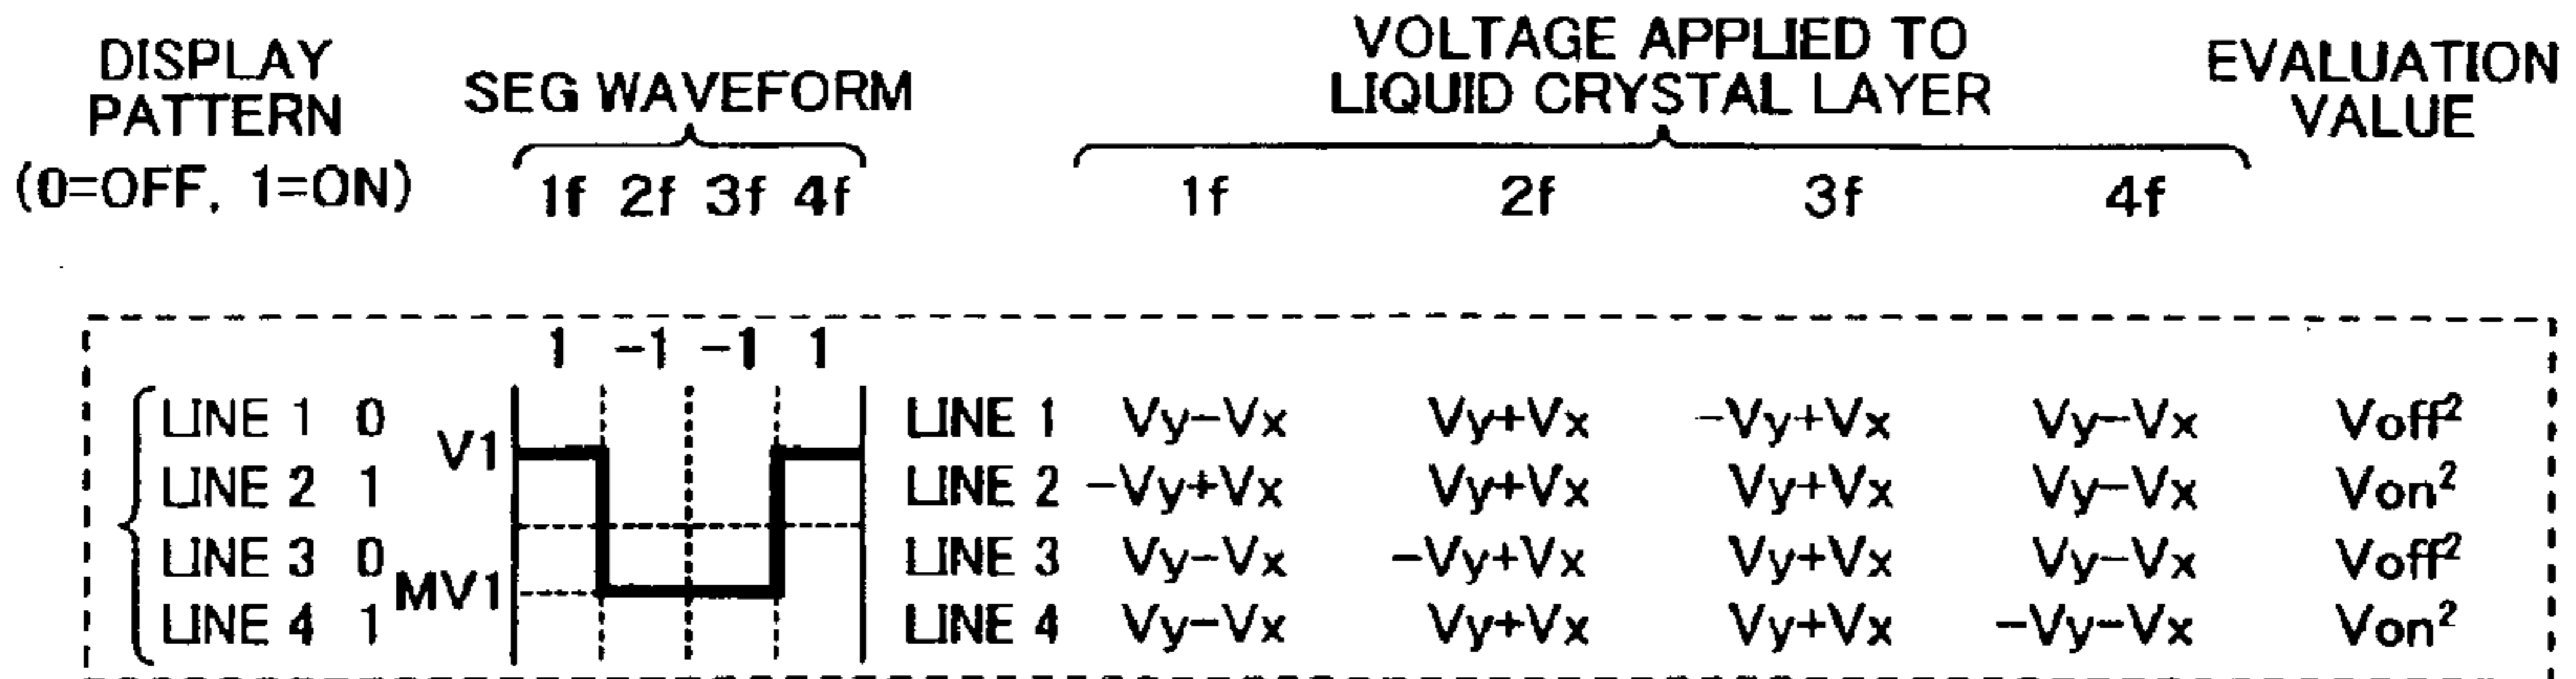 DISPLAY
PATTERN
(0=OFF, 1=ON)
SEG WAVEFORM
1f 2f 3f 4f
VOLTAGE APPLIED TO
LIQUID CRYSTAL LAYER
1f 2f 3f 4f
EVALUATION
VALUE
1 -1 -1 1
LINE 1 0
LINE 2 1
LINE 3 0
LINE 4 1
V1
MV1
LINE 1 Vy-Vx Vy+Vx -Vy+Vx Vy-Vx Voff²
LINE 2 -Vy+Vx Vy+Vx Vy+Vx Vy-Vx Von²
LINE 3 Vy-Vx -Vy+Vx Vy+Vx Vy-Vx Voff²
LINE 4 Vy-Vx Vy+Vx Vy+Vx -Vy-Vx Von²